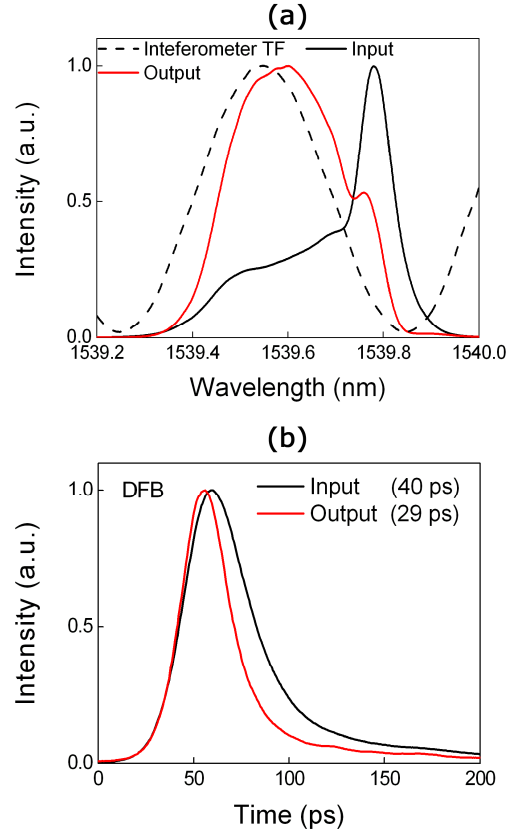 (a)
Inteferometer TF Input
Output
1.0
0.5
0.0
Intensity (a.u.)
1539.2 1539.4 1539.6 1539.8 1540.0
Wavelength (nm)
(b)
DFB
Input (40 ps)
Output (29 ps)
1.0
0.5
0.0
Intensity (a.u.)
0 50 100 150 200
Time (ps)